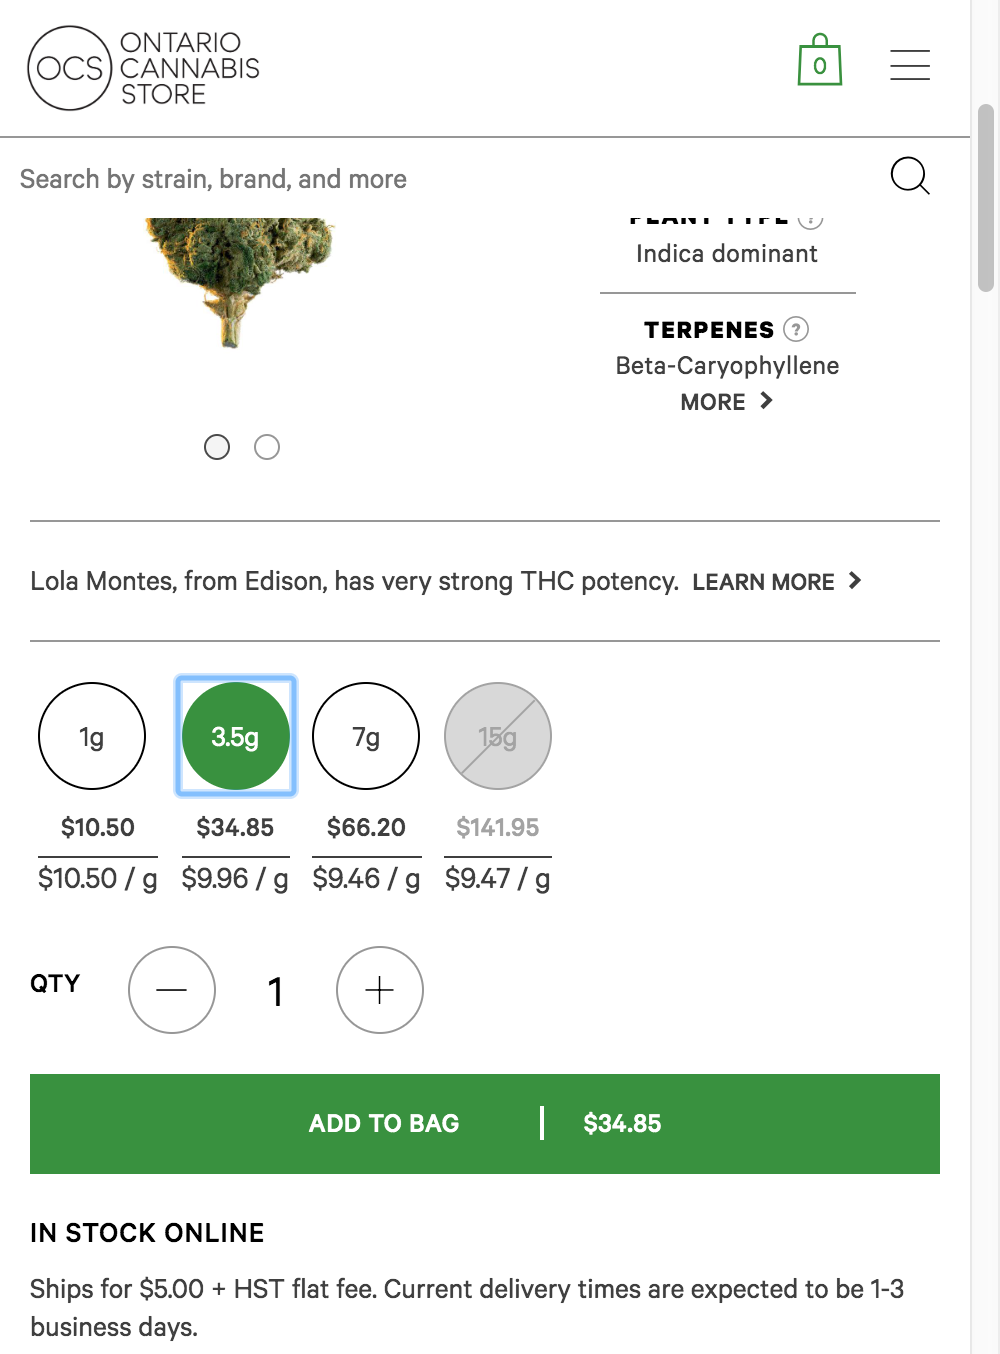 OCS
ONTARIO
CANNABIS
STORE
0
Search by strain, brand, and more
PLANT TYPE ?
Indica dominant
TERPENES ?
Beta-Caryophyllene
MORE
Lola Montes, from Edison, has very strong THC potency. LEARN MORE
1g 3.5g 7g 15g
$10.50 $34.85 $66.20 $141.95
$10.50 / g $9.96 / g $9.46 / g $9.47 / g
QTY — 1 +
ADD TO BAG | $34.85
IN STOCK ONLINE
Ships for $5.00 + HST flat fee. Current delivery times are expected to be 1-3
business days.